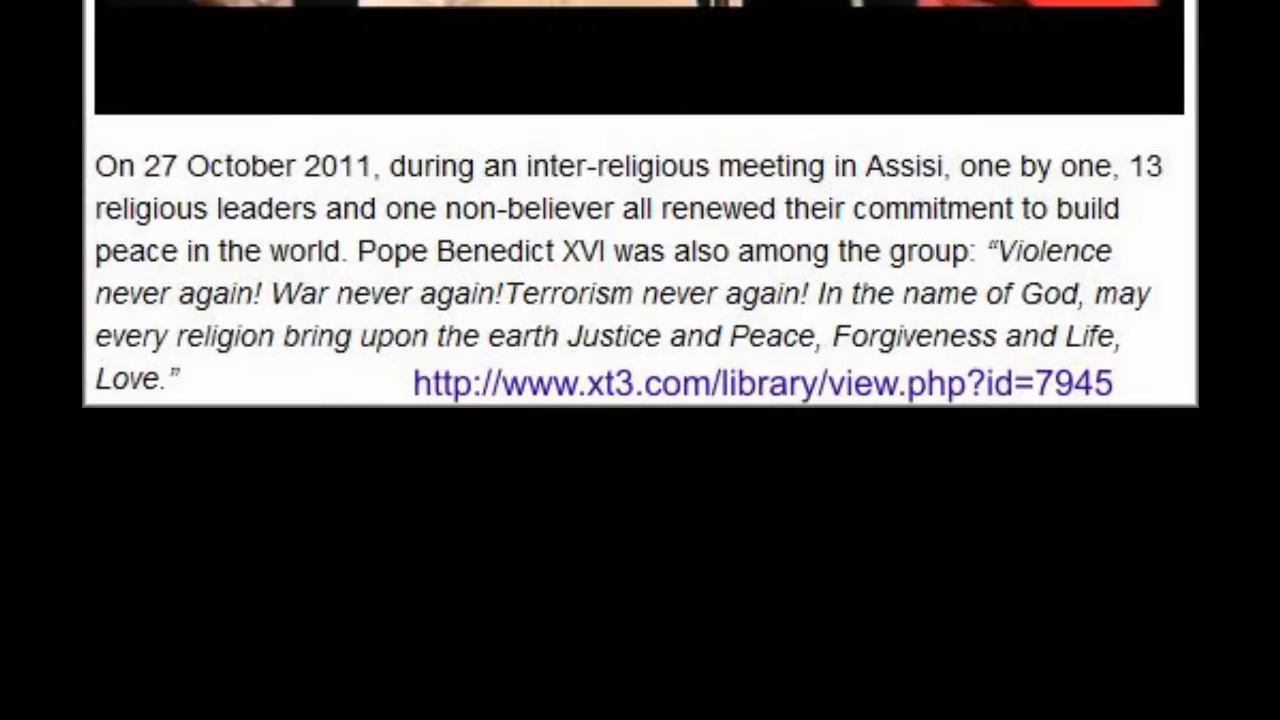 On 27 October 2011, during an inter-religious meeting in Assisi, one by one, 13
religious leaders and one non-believer all renewed their commitment to build
peace in the world. Pope Benedict XVI was also among the group: “Violence
never again! War never again!Terrorism never again! In the name of God, may
every religion bring upon the earth Justice and Peace, Forgiveness and Life,
Love.”
http://www.xt3.com/library/view.php?id=7945